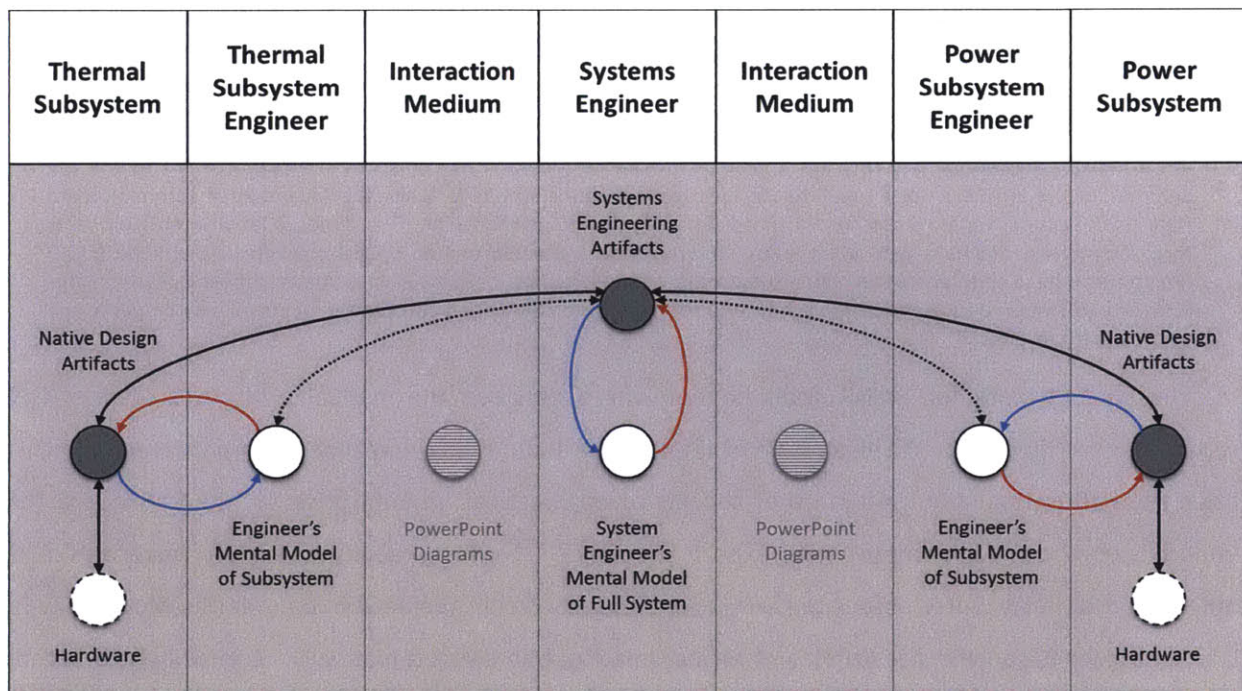 Thermal
Subsystem
Thermal
Subsystem
Engineer
Interaction
Medium
Systems
Engineer
Interaction
Medium
Power
Subsystem
Engineer
Power
Subsystem
Systems
Engineering
Artifacts
Native Design
Artifacts
Native Design
Artifacts
Engineer's
Mental Model
of Subsystem
PowerPoint
Diagrams
System
Engineer's
Mental Model
of Full System
PowerPoint
Diagrams
Engineer's
Mental Model
of Subsystem
Hardware
Hardware